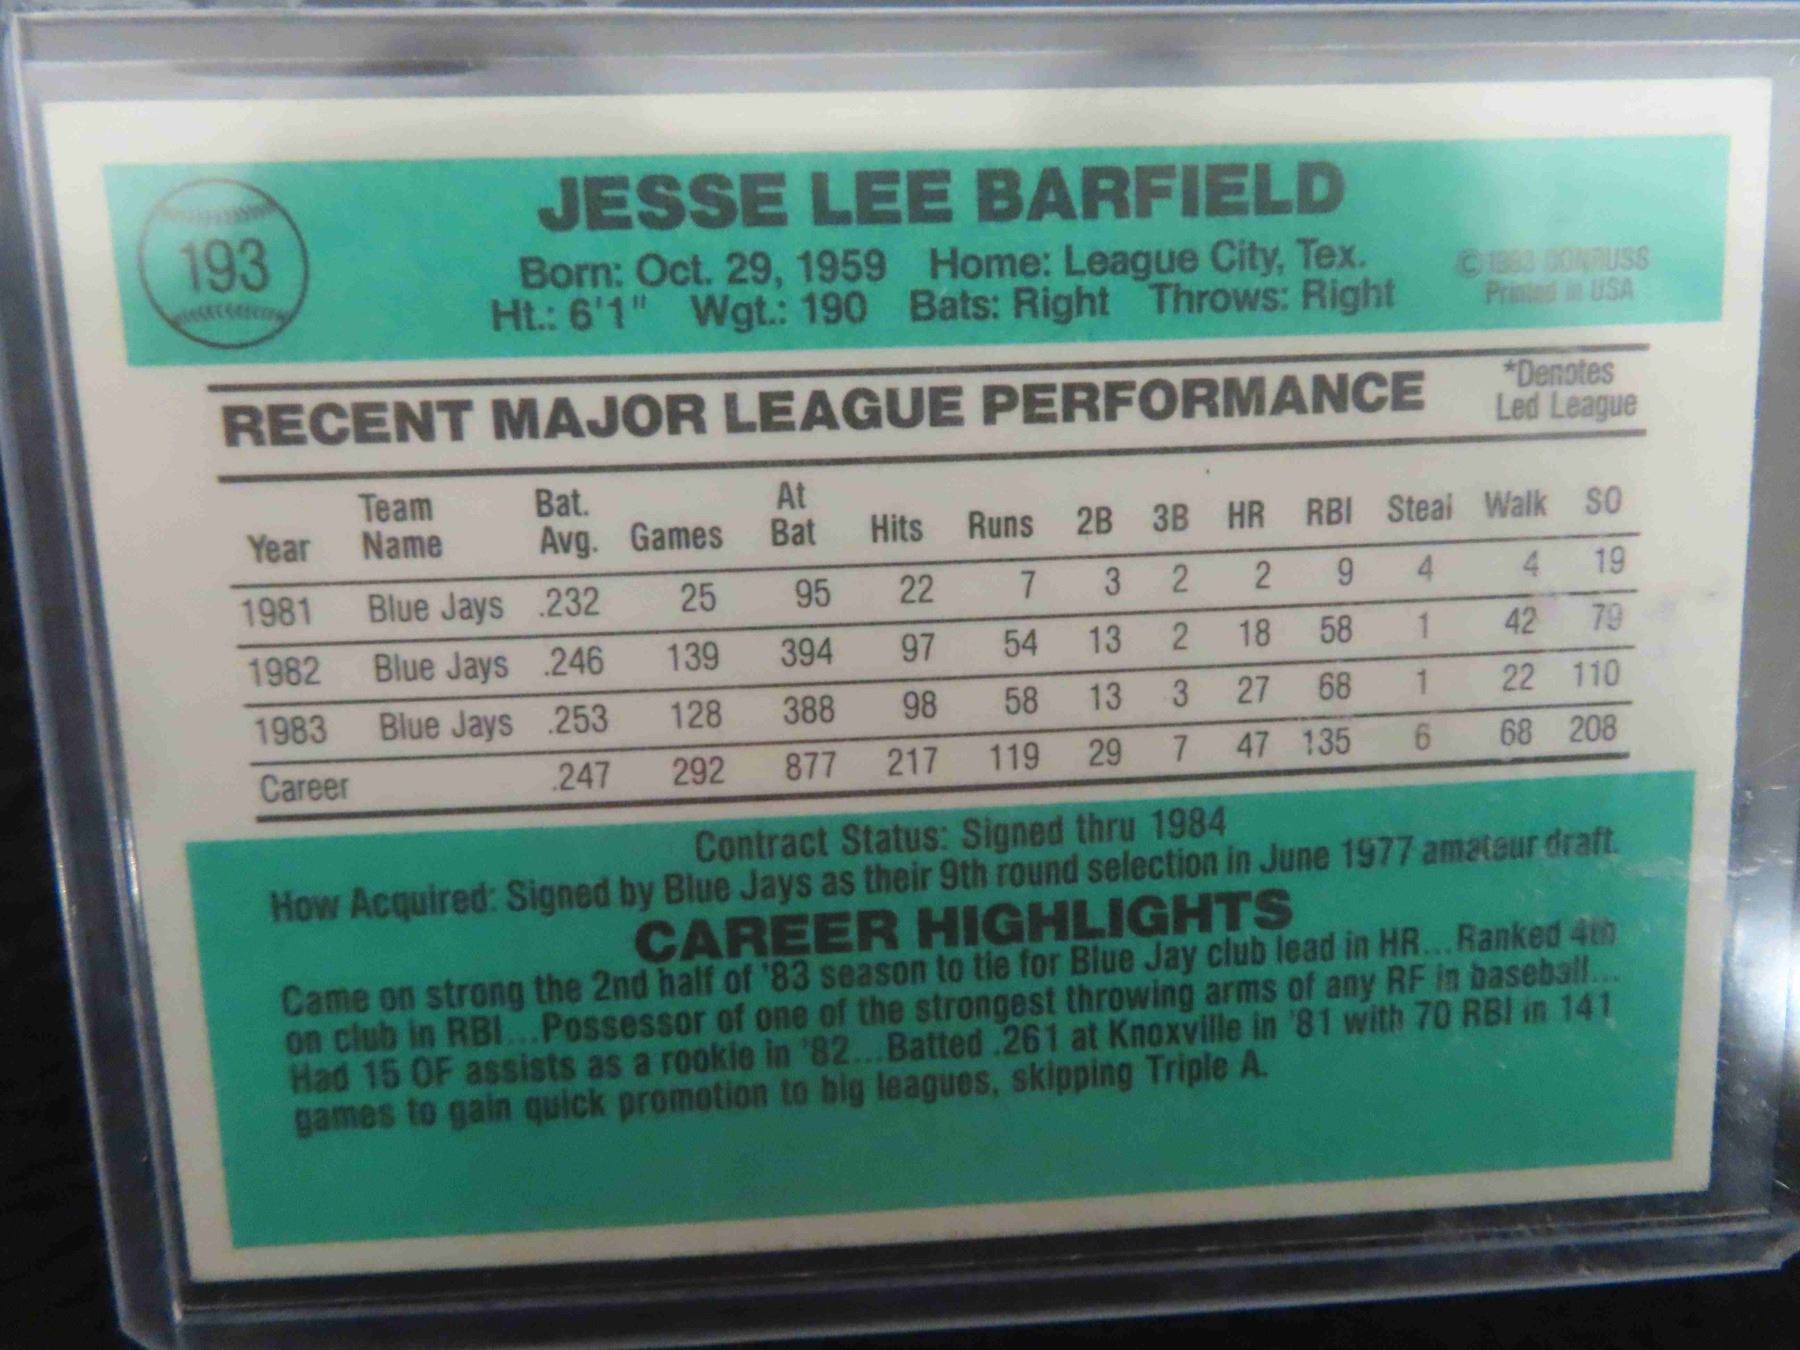 193
JESSE LEE BARFIELD
Born: Oct. 29, 1959 Home: League City, Tex.
Ht.: 6'1" Wgt.: 190 Bats: Right Throws: Right
© 1983 DONRUSS
Printed in USA
RECENT MAJOR LEAGUE PERFORMANCE
*Denotes
Led League
Year Team Name Bat. Avg. Games At Bat Hits Runs 2B 3B HR RBI Steal Walk SO
1981 Blue Jays .232 25 95 22 7 3 2 2 9 4 4 19
1982 Blue Jays .246 139 394 97 54 13 2 18 58 1 42 79
1983 Blue Jays .253 128 388 98 58 13 3 27 68 1 22 110
Career .247 292 877 217 119 29 7 47 135 6 68 208
Contract Status: Signed thru 1984
How Acquired: Signed by Blue Jays as their 9th round selection in June 1977 amateur draft.
CAREER HIGHLIGHTS
Came on strong the 2nd half of '83 season to tie for Blue Jay club lead in HR...Ranked 4th
on club in RBI...Possessor of one of the strongest throwing arms of any RF in baseball...
Had 15 OF assists as a rookie in '82...Batted .261 at Knoxville in '81 with 70 RBI in 141
games to gain quick promotion to big leagues, skipping Triple A.